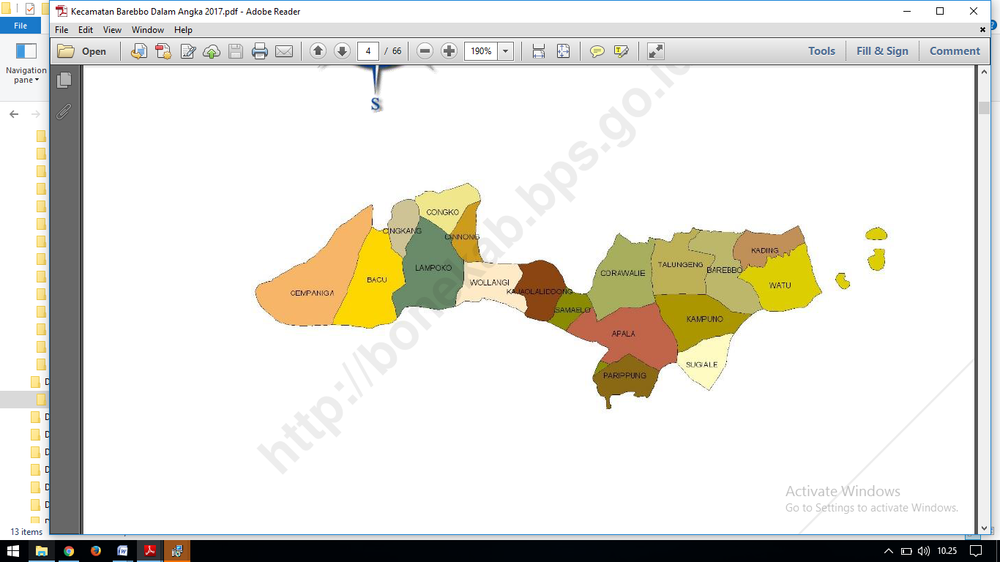 Kecamatan Barebbo Dalam Angka 2017.pdf - Adobe Reader
File
File Edit View Window Help
Open
4 / 66
190%
Tools Fill & Sign Comment
Navigation
pane
S
http://bonekab.bps.go.id
CONGKO
CINGKANG
CINNONG
LAMPOKO
BACU
CEMPANIGA
WOLLANGI
KAJAOLALIDDONG
SAMAELO
CORAWALIE
TALUNGENG
BAREBBO
KADING
WATU
KAMPUNO
APALA
SUGIALE
PARIPPUNG
D
D
D
D
D
D
D
D
Activate Windows
Go to Settings to activate Windows.
13 items
10.25